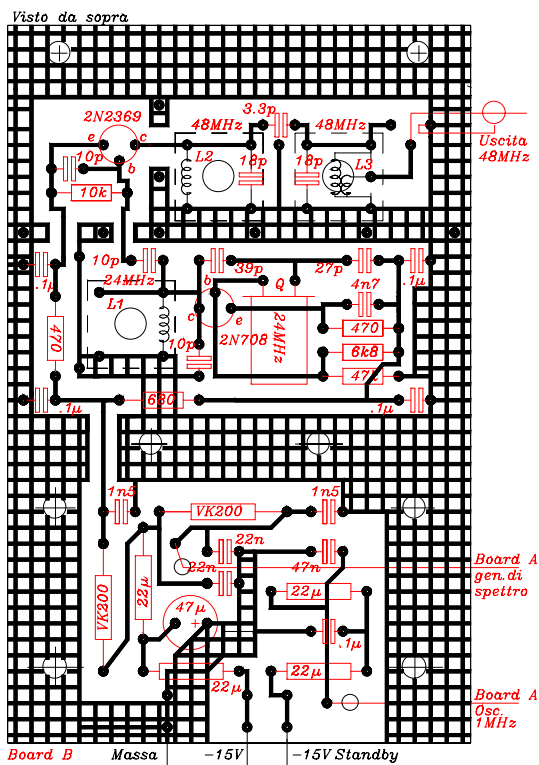 Visto da sopra
3.3p
2N2369
48MHz
48MHz
e
c
b
10p
10k
L2
18p
18p
L3
Uscita
48MHz
10p
39p
27p
.1µ
24MHz
b
Q
4n7
.1µ
L1
c
e
24MHz
470
470
10p
2N708
6k8
47k
.1µ
680
.1µ
1n5
VK200
1n5
22n
22n
47n
Board A
gen.di
spettro
VK200
22µ
47µ
22µ
.1µ
22µ
22µ
Board A
Osc.
1MHz
Board B
Massa
-15V
-15V Standby